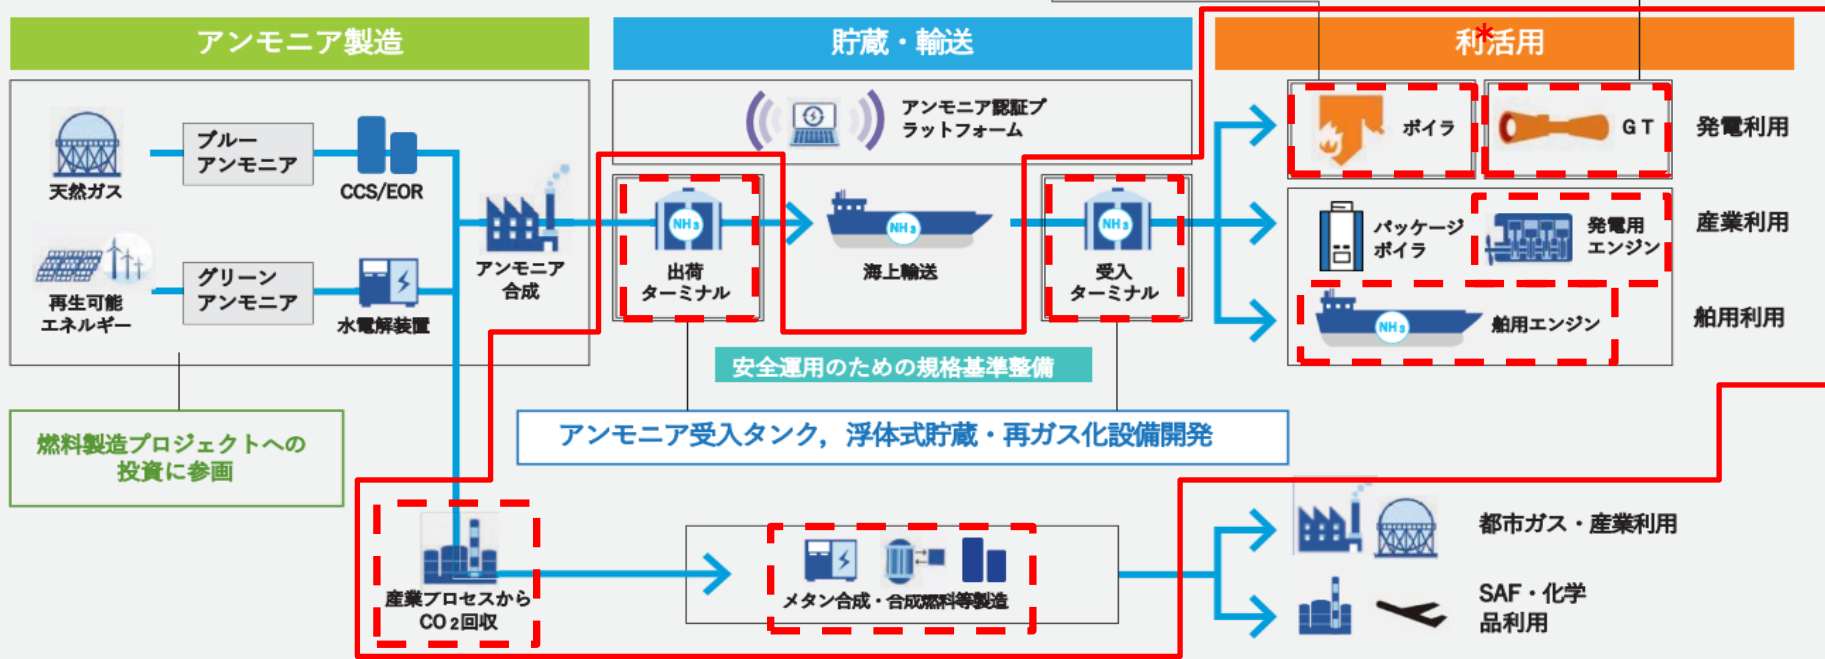 アンモニア製造
貯蔵・輸送
利活用
*
天然ガス
ブルー
アンモニア
CCS/EOR
再生可能
エネルギー
グリーン
アンモニア
水電解装置
アンモニア
合成
アンモニア認証プ
ラットフォーム
NH3
出荷
ターミナル
NH3
海上輸送
NH3
受入
ターミナル
ボイラ
GT
発電利用
パッケージ
ボイラ
発電用
エンジン
産業利用
NH3
舶用エンジン
舶用利用
安全運用のための規格基準整備
燃料製造プロジェクトへの
投資に参画
アンモニア受入タンク，浮体式貯蔵・再ガス化設備開発
産業プロセスから
CO2回収
メタン合成・合成燃料等製造
都市ガス・産業利用
SAF・化学
品利用